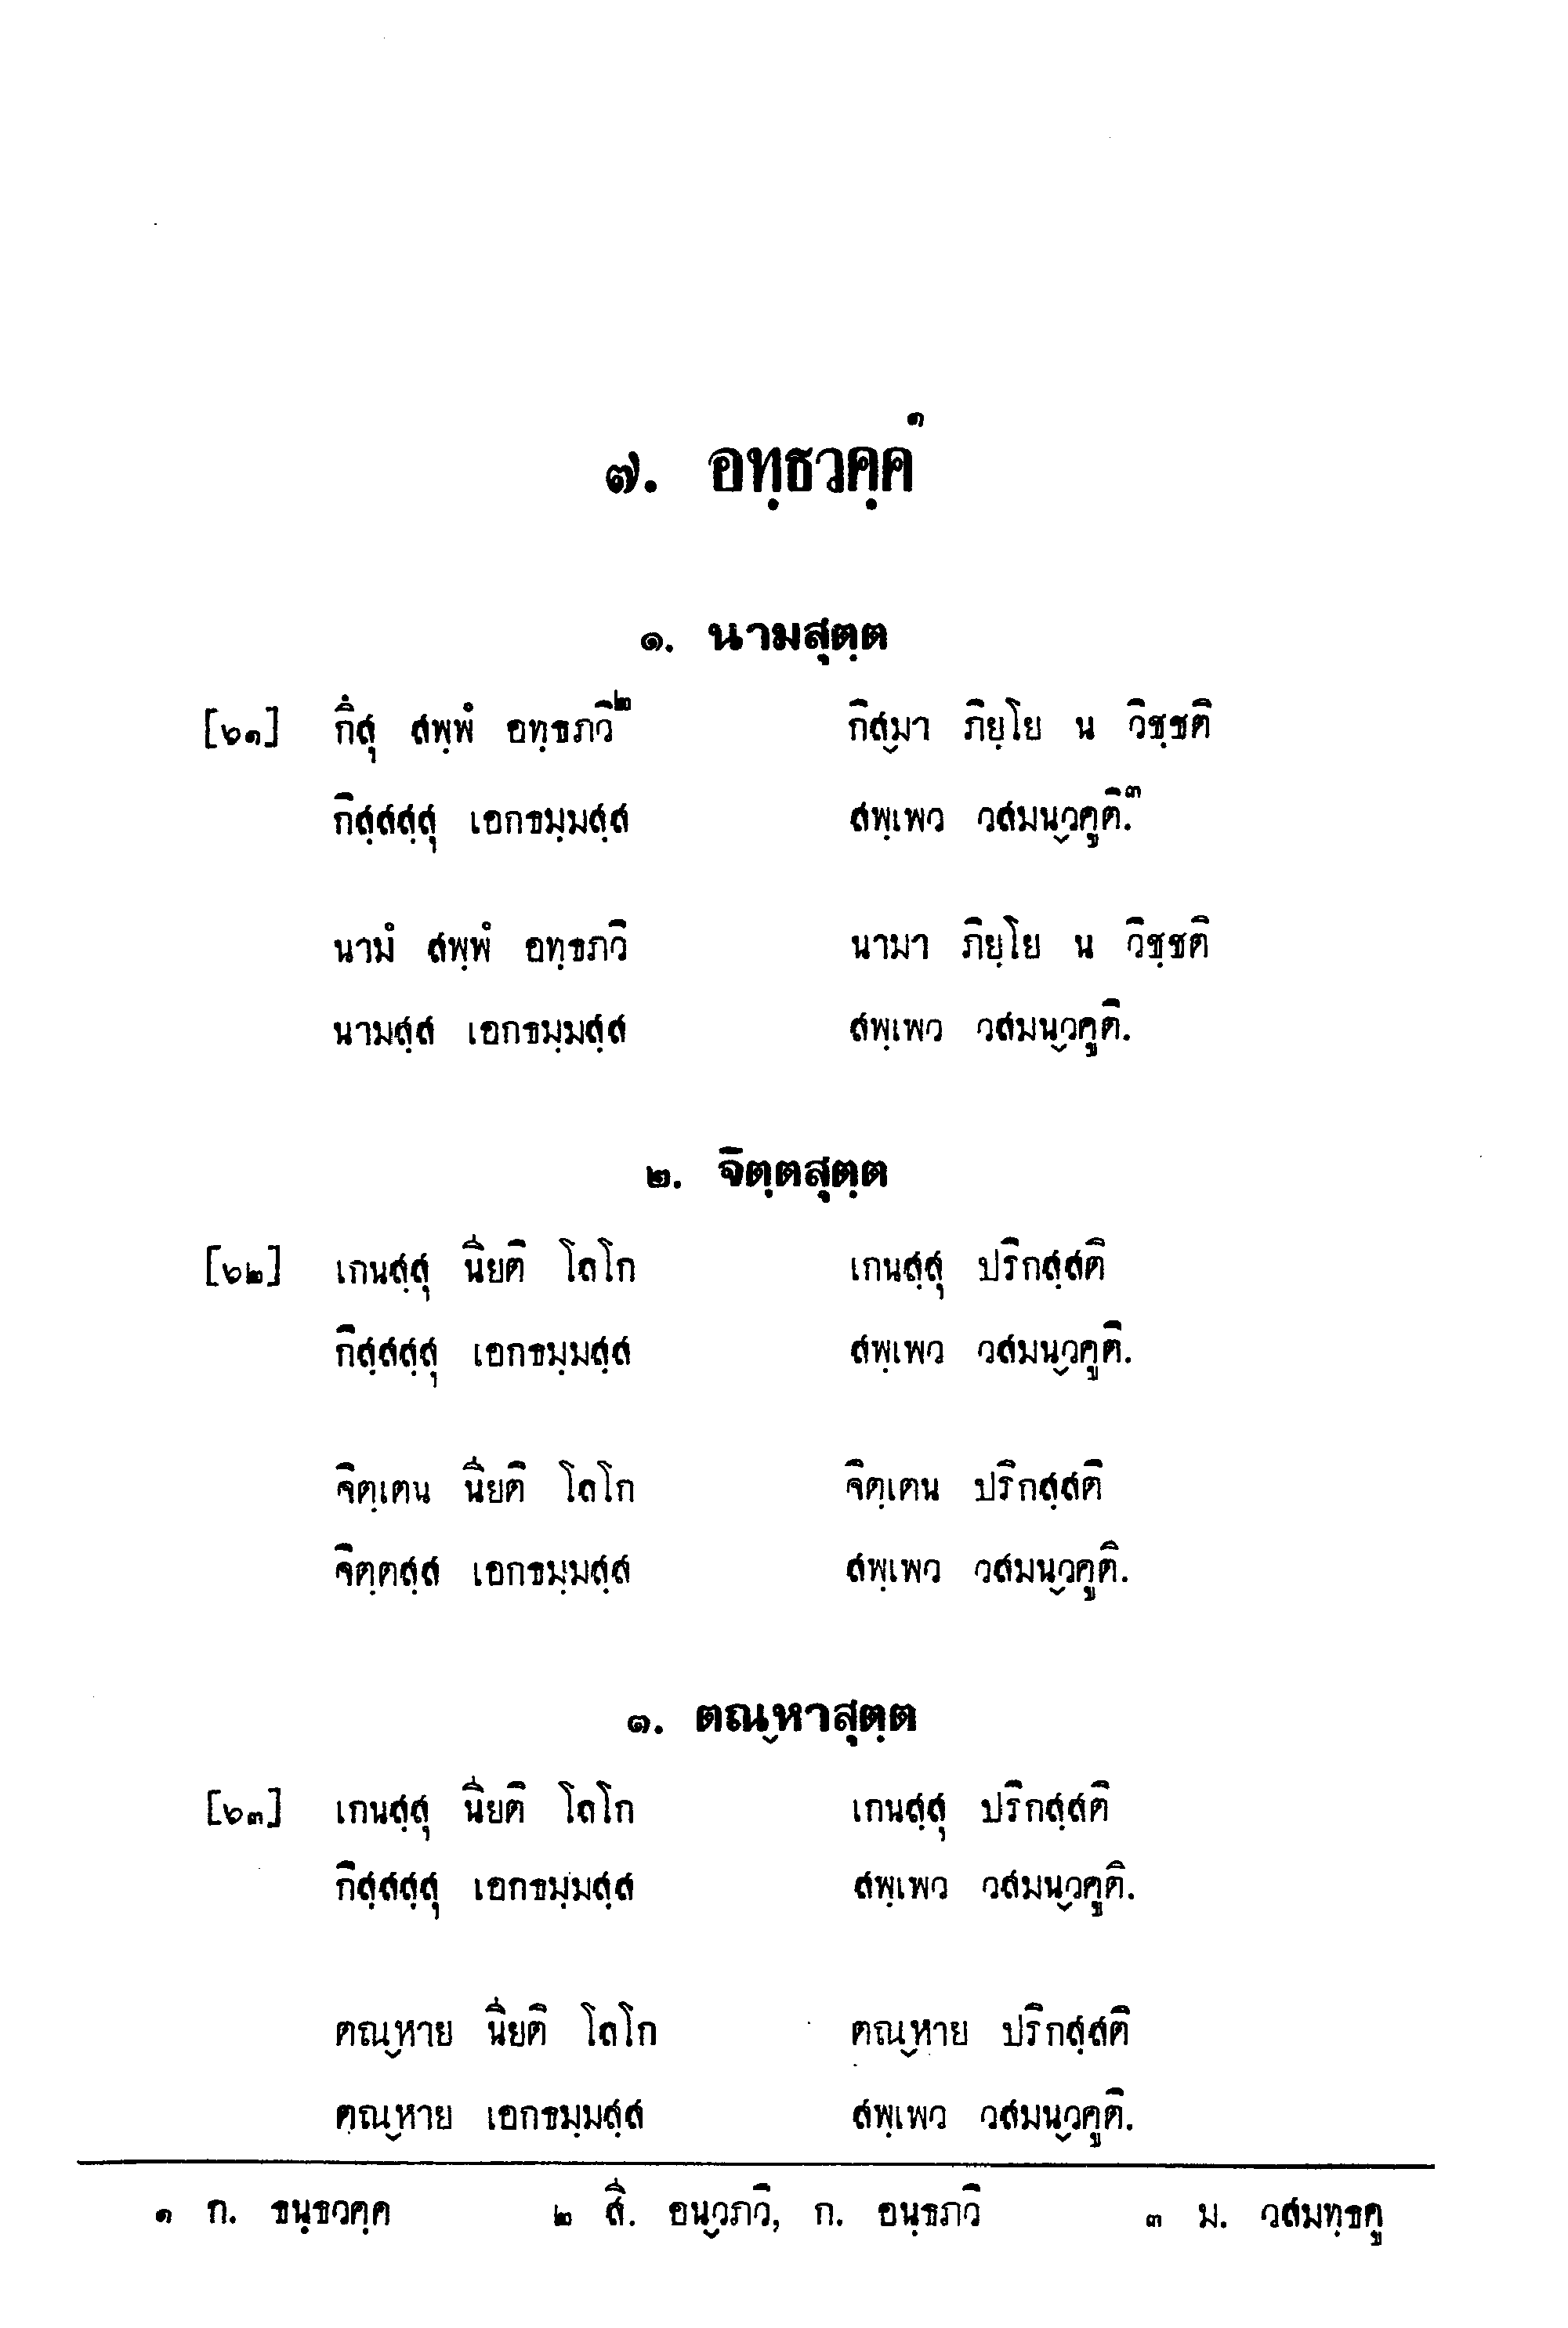 ๗. อทฺธวคฺค๑
๑. นามสุตฺต
[๖๑] กึสุ สพฺพํ อทฺธภวิ๒ กิสฺมา ภิยฺโย น วิชฺชติ
กิสฺสสฺสุ เอกธมฺมสฺส สพฺเพว วสมนฺวคูติ.๓
นามํ สพฺพํ อทฺธภวิ นามา ภิยฺโย น วิชฺชติ
นามสฺส เอกธมฺมสฺส สพฺเพว วสมนฺวคูติ.
๒. จิตฺตสุตฺต
[๖๒] เกนสฺสุ นียติ โลโก เกนสฺสุ ปริกสฺสติ
กิสฺสสฺสุ เอกธมฺมสฺส สพฺเพว วสมนฺวคูติ.
จิตฺเตน นียติ โลโก จิตฺเตน ปริกสฺสติ
จิตฺตสฺส เอกธมฺมสฺส สพฺเพว วสมนฺวคูติ.
๓. ตณฺหาสุตฺต
[๖๓] เกนสฺสุ นียติ โลโก เกนสฺสุ ปริกสฺสติ
กิสฺสสฺสุ เอกธมฺมสฺส สพฺเพว วสมนฺวคูติ.
ตณฺหาย นียติ โลโก ตณฺหาย ปริกสฺสติ
ตณฺหาย เอกธมฺมสฺส สพฺเพว วสมนฺวคูติ.
๑ ก. ธนฺธวคฺค ๒ สี. อนฺวภวิ, ก. อนฺธภวิ ๓ ม. วสมทฺธคู